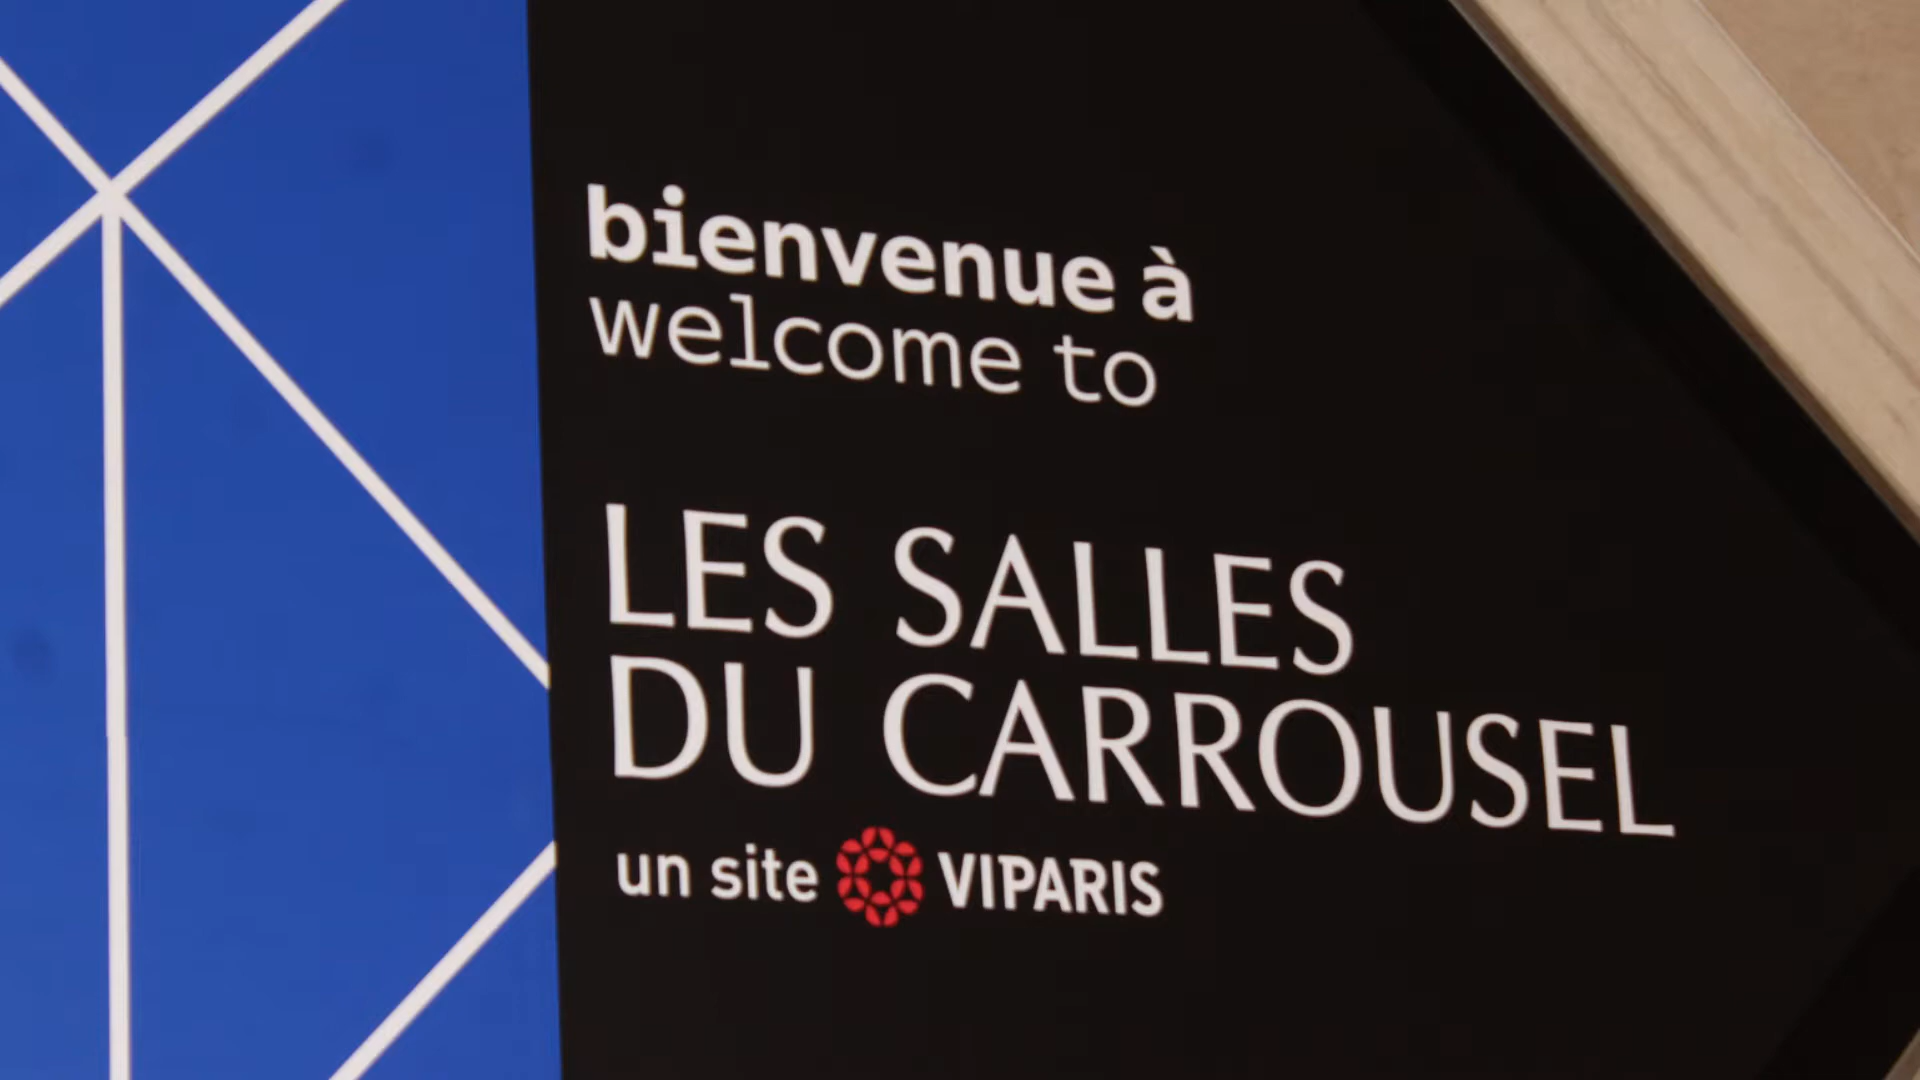 bienvenue à
welcome to
LES SALLES
DU CARROUSEL
un site VIPARIS